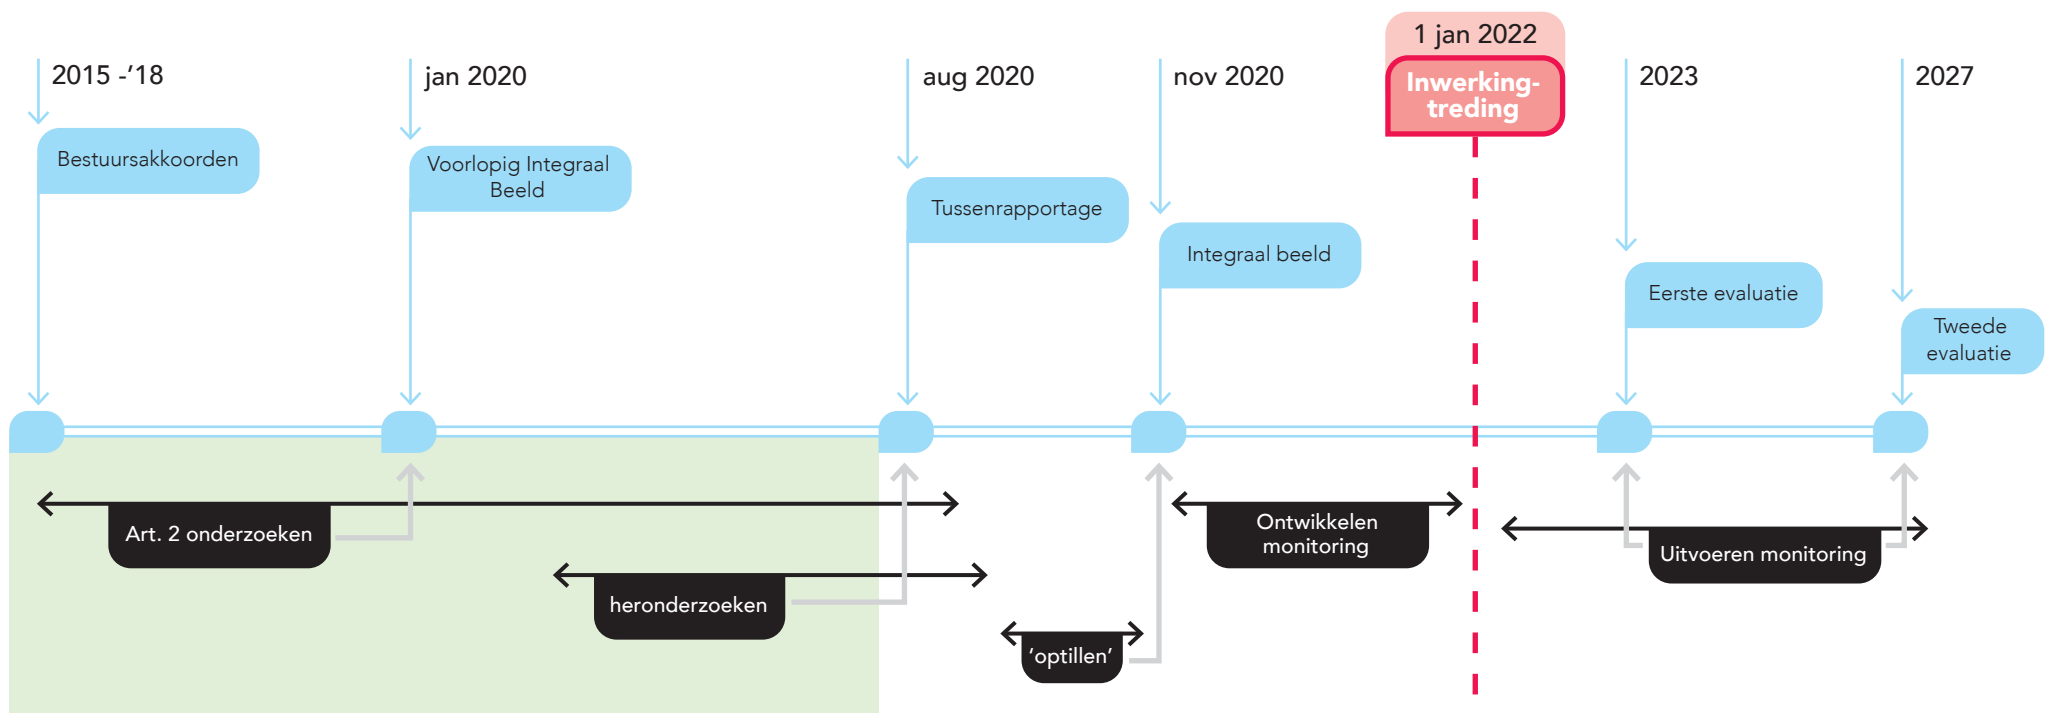 2015 -'18
jan 2020
aug 2020
nov 2020
1 jan 2022
Inwerking-
treding
2023
2027
Bestuursakkoorden
Voorlopig Integraal
Beeld
Tussenrapportage
Integraal beeld
Eerste evaluatie
Tweede
evaluatie
Art. 2 onderzoeken
heronderzoeken
‘optillen’
Ontwikkelen
monitoring
Uitvoeren monitoring